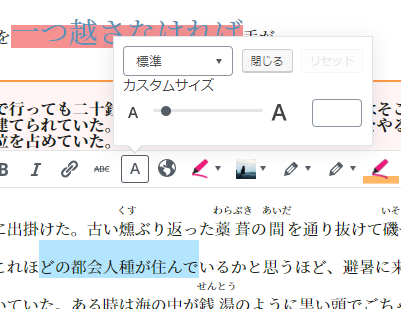 を一つ越さなければ手が
標準 閉じる リセット
カスタムサイズ
A A
で行っても二十銭
建てられていた。
位を占めていた。
B I ABC A
くす わらぶき あいだ いそ
に出掛けた。古い燻ぶり返った藁葺の間を通り抜けて磯
これほどの都会人種が住んでいるかと思うほど、避暑に来
せんとう
いていた。ある時は海の中が銭湯のように黒い頭でごちゃ